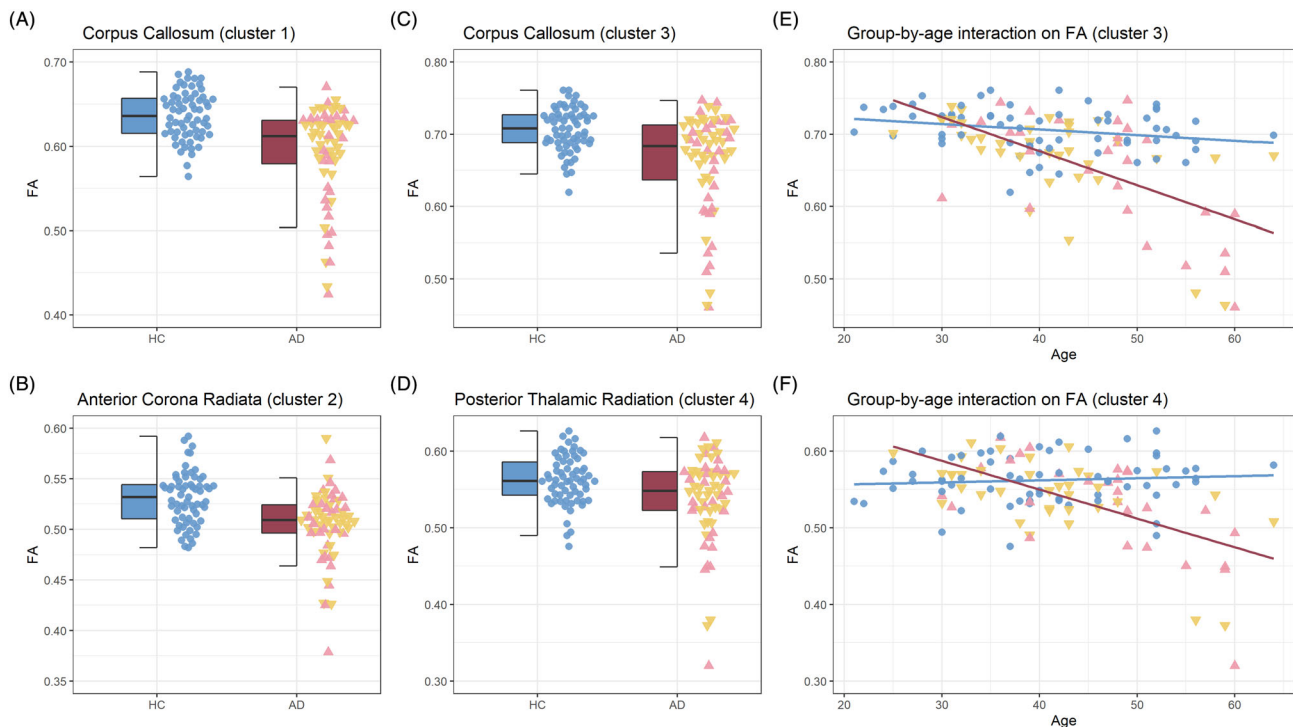 (A)
Corpus Callosum (cluster 1)
0.70
0.60
0.50
0.40
FA
HC
AD
(C)
Corpus Callosum (cluster 3)
0.80
0.70
0.60
0.50
FA
HC
AD
(E)
Group-by-age interaction on FA (cluster 3)
0.80
0.70
0.60
0.50
FA
20
30
40
50
60
Age
(B)
Anterior Corona Radiata (cluster 2)
0.60
0.55
0.50
0.45
0.40
0.35
FA
HC
AD
(D)
Posterior Thalamic Radiation (cluster 4)
0.60
0.50
0.40
0.30
FA
HC
AD
(F)
Group-by-age interaction on FA (cluster 4)
0.60
0.50
0.40
0.30
FA
20
30
40
50
60
Age